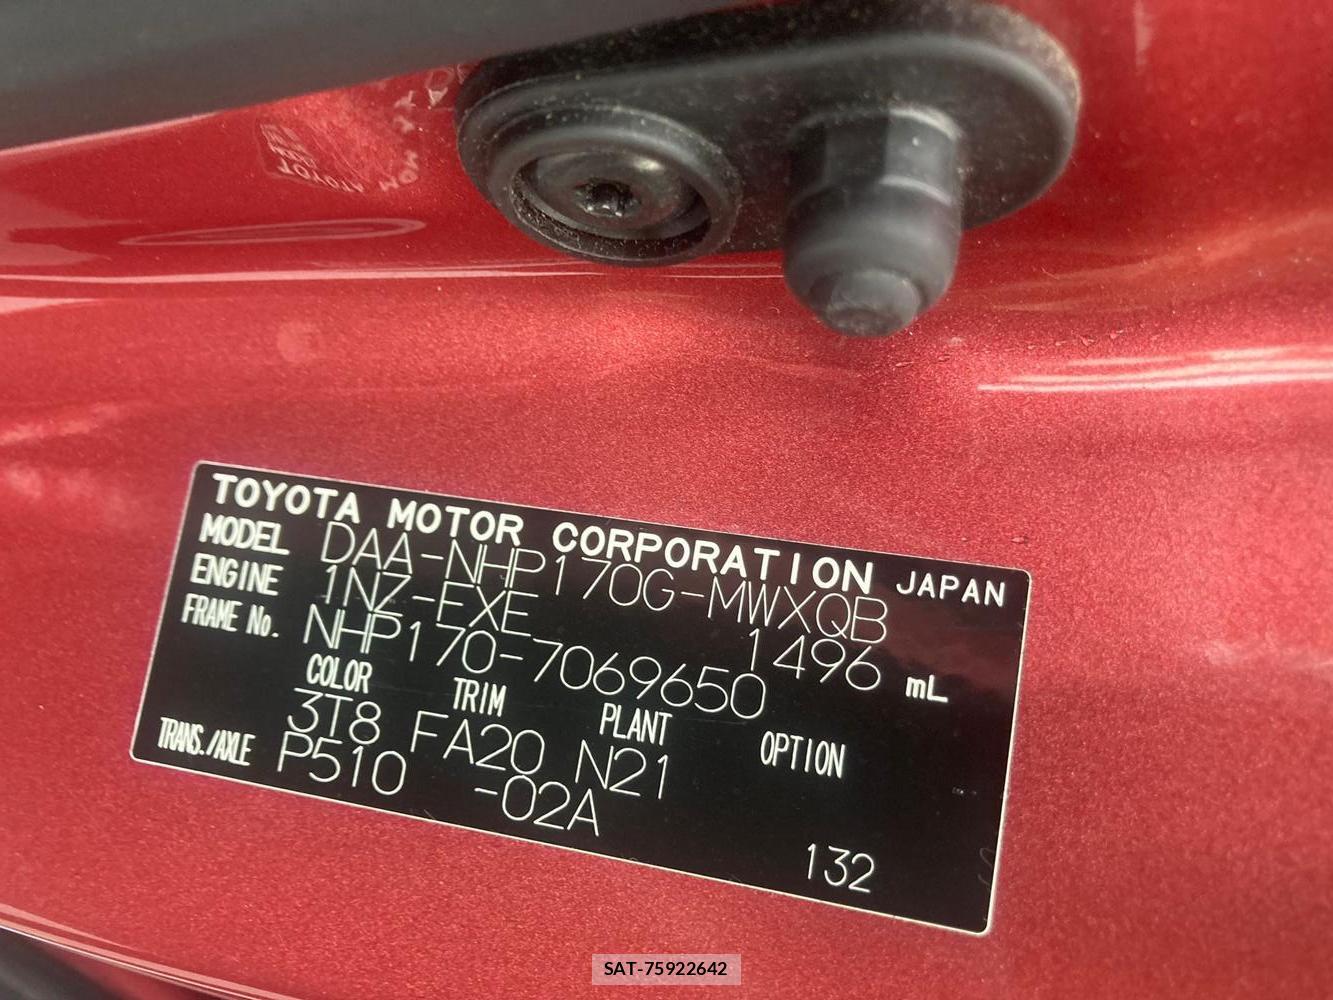 TOYOTA MOTOR CORPORATION JAPAN
MODEL DAA-NHP170G-MWXQB
ENGINE 1NZ-EXE 1496 mL
FRAME No. NHP170-7069650
COLOR TRIM PLANT OPTION
3T8 FA20 N21
TRANS./AXLE P510 -02A
132
SAT-75922642